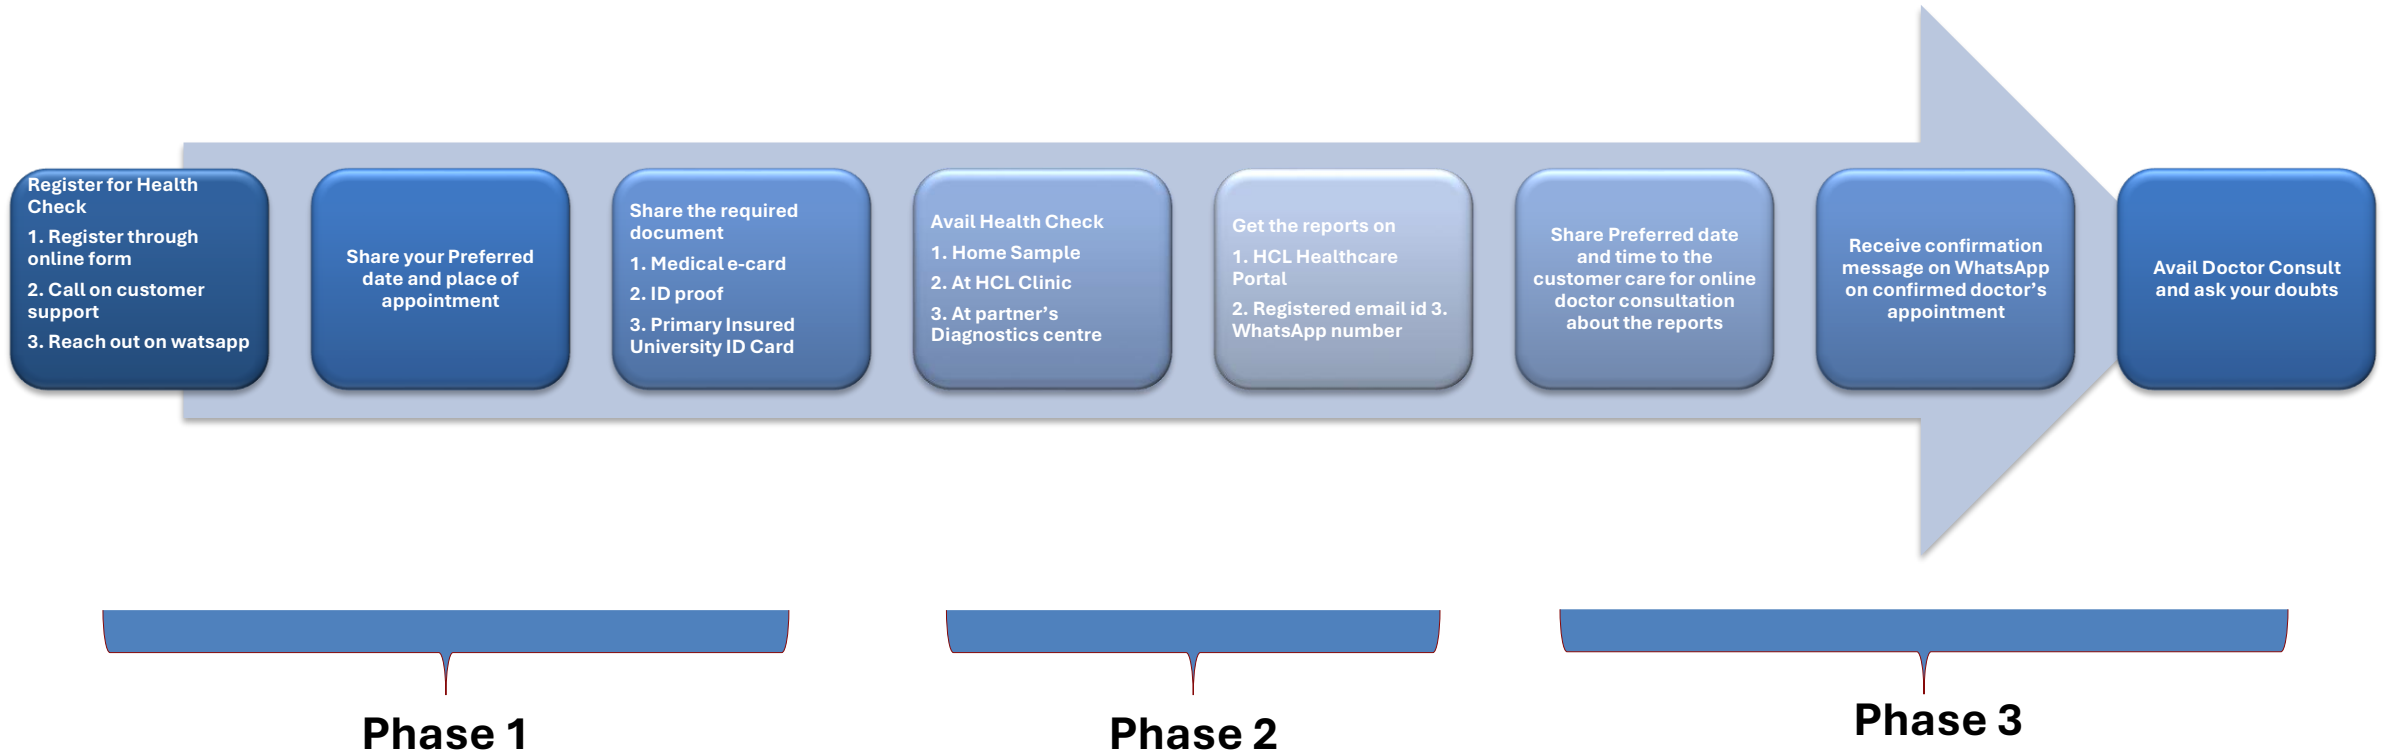 Register for Health
Check
1. Register through
online form
2. Call on customer
support
3. Reach out on watsapp
Share your Preferred
date and place of
appointment
Share the required
document
1. Medical e-card
2. ID proof
3. Primary Insured
University ID Card
Avail Health Check
1. Home Sample
2. At HCL Clinic
3. At partner’s
Diagnostics centre
Get the reports on
1. HCL Healthcare
Portal
2. Registered email id 3.
WhatsApp number
Share Preferred date
and time to the
customer care for online
doctor consultation
about the reports
Receive confirmation
message on WhatsApp
on confirmed doctor’s
appointment
Avail Doctor Consult
and ask your doubts
Phase 1
Phase 2
Phase 3